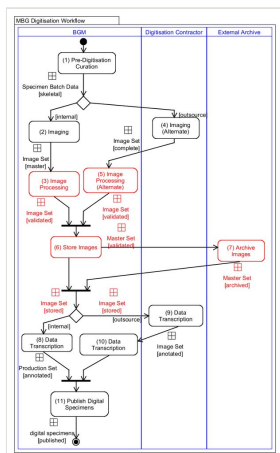 MBG Digitisation Workflow
BGM
Digitisation Contractor
External Archive
(1) Pre-Digitisation
Curation
Specimen Batch Data
[skeletal]
[internal]
[outsource
(2) Imaging
(4) Imaging
(Alternate)
Image Set
[master]
Image Set
[complete]
(3) Image
Processing
(5) Image
Processing
(Alternate)
Image Set
[validated]
Image Set
[validated]
(6) Store Images
Master Set
[validated]
(7) Archive
Images
Master Set
[archived]
Image Set
[stored]
Image Set
[stored]
[internal]
[outsource]
(9) Data
Transcription
(8) Data
Transcription
(10) Data
Transcription
Image Set
[anotated]
Production Set
[annotated]
(11) Publish Digital
Specimens
digital specimens
[published]